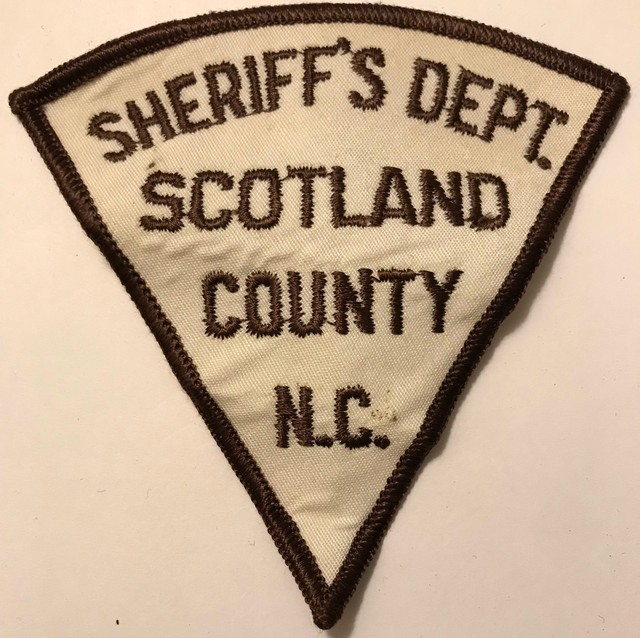 SHERIFF'S DEPT.
SCOTLAND
COUNTY
N.C.